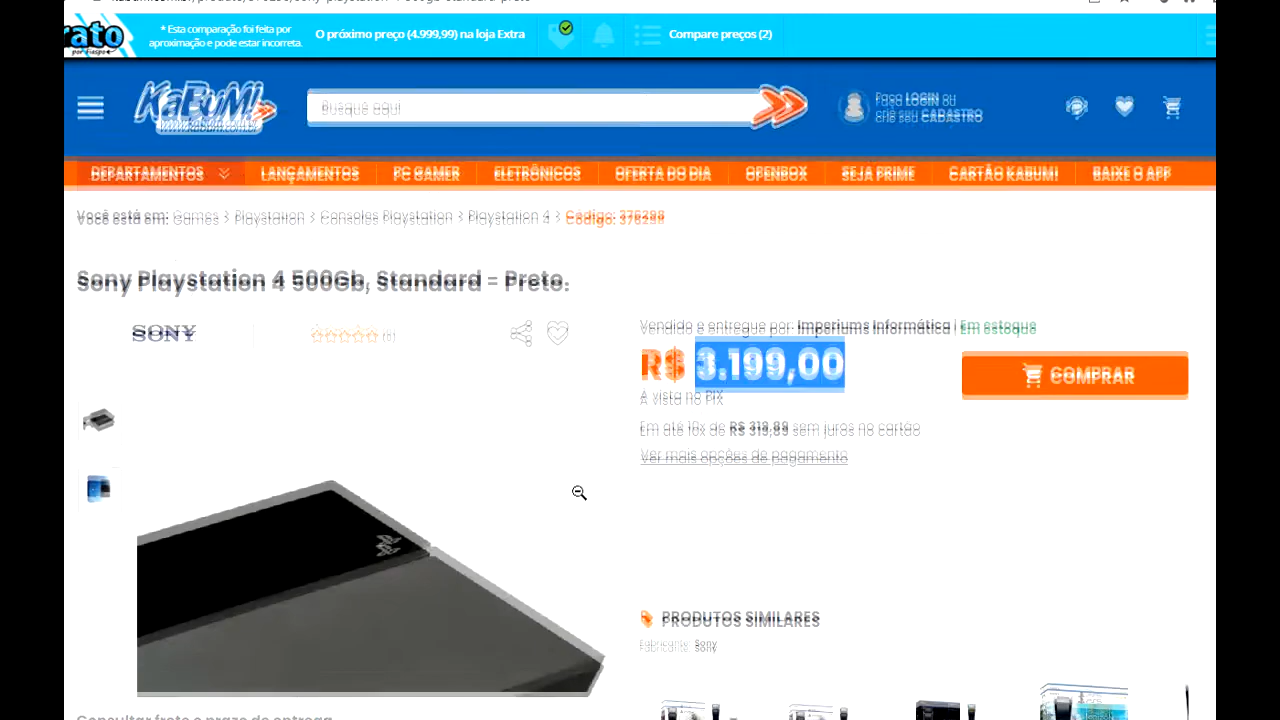 * Esta comparação foi feita por
aproximação e pode estar incorreta.
O próximo preço (4.999,99) na loja Extra
Compare preços (2)
KaBuM!
www.kabum.com.br
Busque aqui
Faça LOGIN ou
crie seu CADASTRO
DEPARTAMENTOS
LANÇAMENTOS
PC GAMER
ELETRÔNICOS
OFERTA DO DIA
OPENBOX
SEJA PRIME
CARTÃO KABUM!
BAIXE O APP
Você está em: Games > Playstation > Consoles Playstation > Playstation 4 > Código:
Sony Playstation 4 500Gb, Standard - Preto.
SONY
Vendido e entregue por: Imperiums Informática | Em estoque
R$ 3.199,00
À vista no PIX
COMPRAR
Em até 10x de R$ sem juros no cartão
Ver mais opções de pagamento
PRODUTOS SIMILARES
Fabricante: Sony
Consultar frete e prazo de entrega